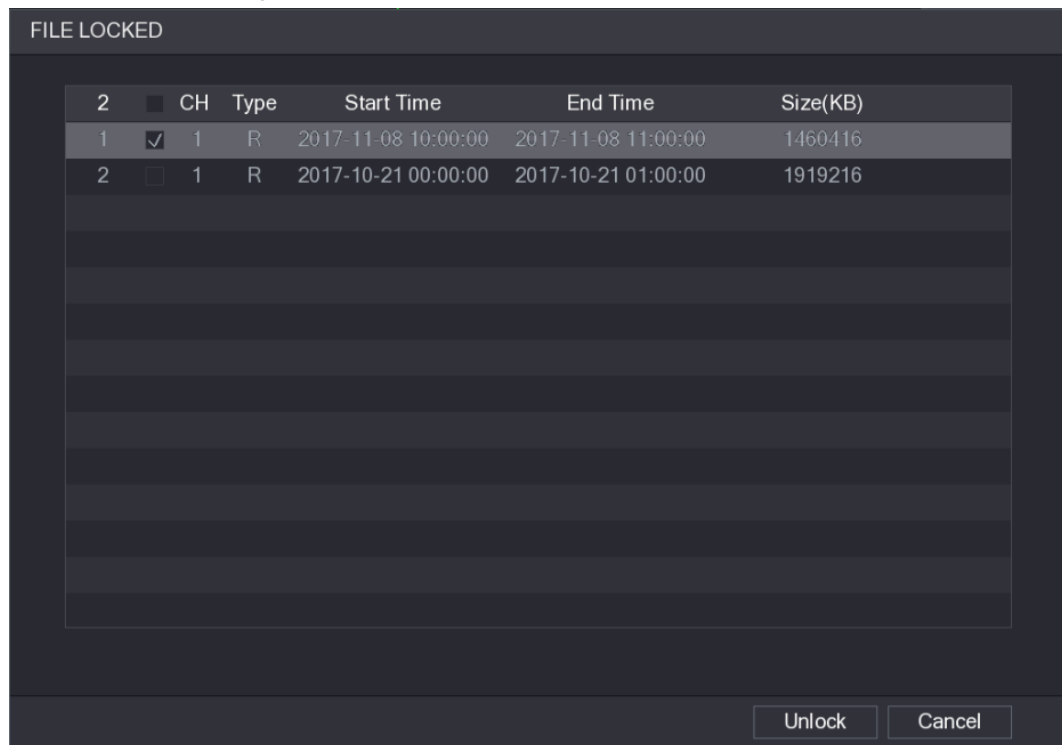 FILE LOCKED
2 CH Type Start Time End Time Size(KB)
1 1 R 2017-11-08 10:00:00 2017-11-08 11:00:00 1460416
2 1 R 2017-10-21 00:00:00 2017-10-21 01:00:00 1919216
Unlock Cancel